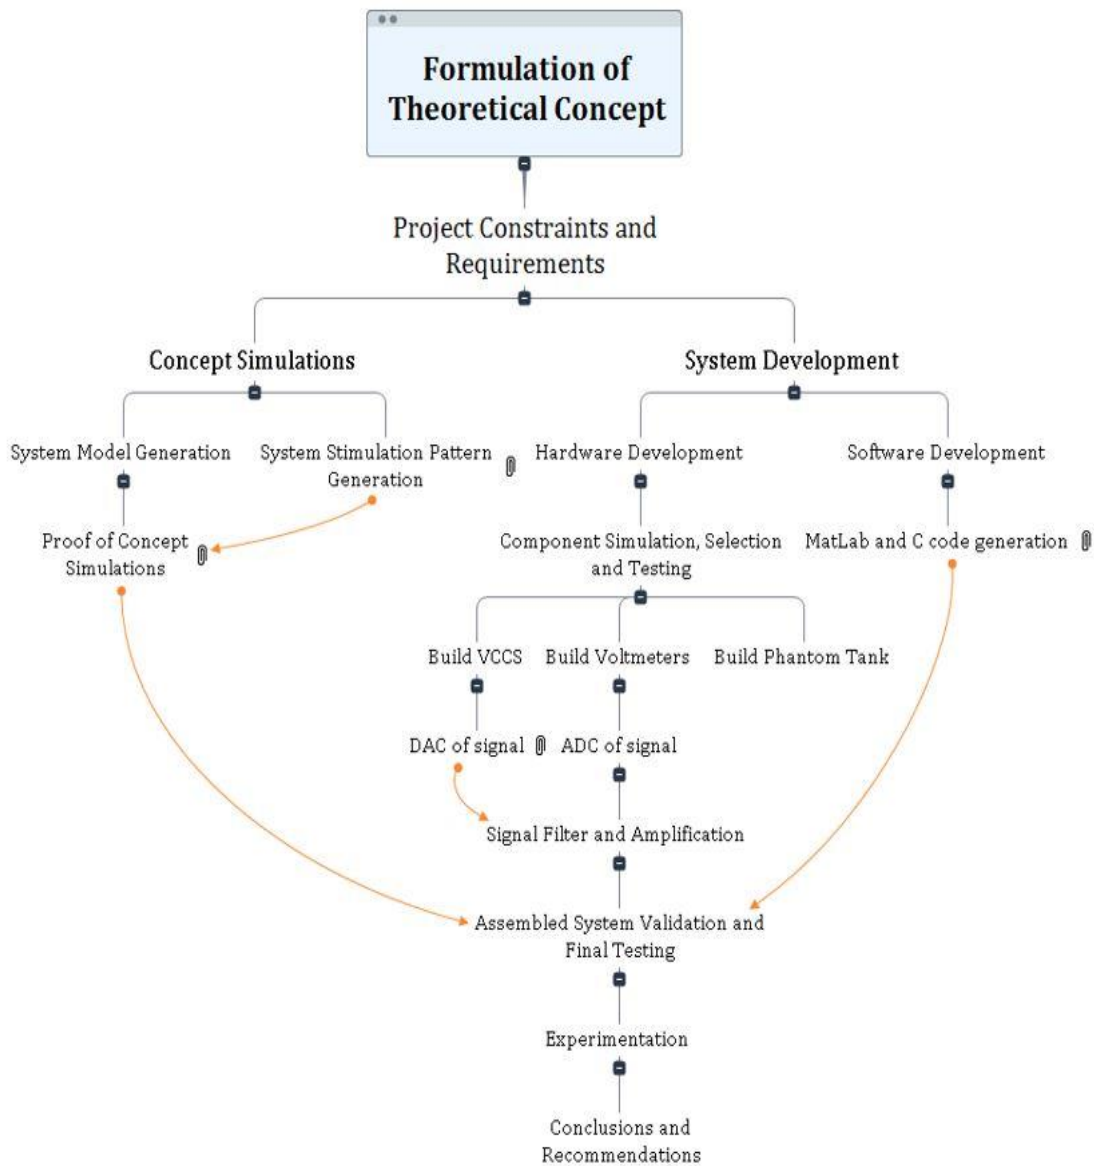 Formulation of
Theoretical Concept
Project Constraints and
Requirements
Concept Simulations
System Development
System Model Generation
System Stimulation Pattern
Generation
Hardware Development
Software Development
Proof of Concept
Simulations
Component Simulation, Selection
and Testing
MatLab and C code generation
Build VCCS
Build Voltmeters
Build Phantom Tank
DAC of signal
ADC of signal
Signal Filter and Amplification
Assembled System Validation and
Final Testing
Experimentation
Conclusions and
Recommendations